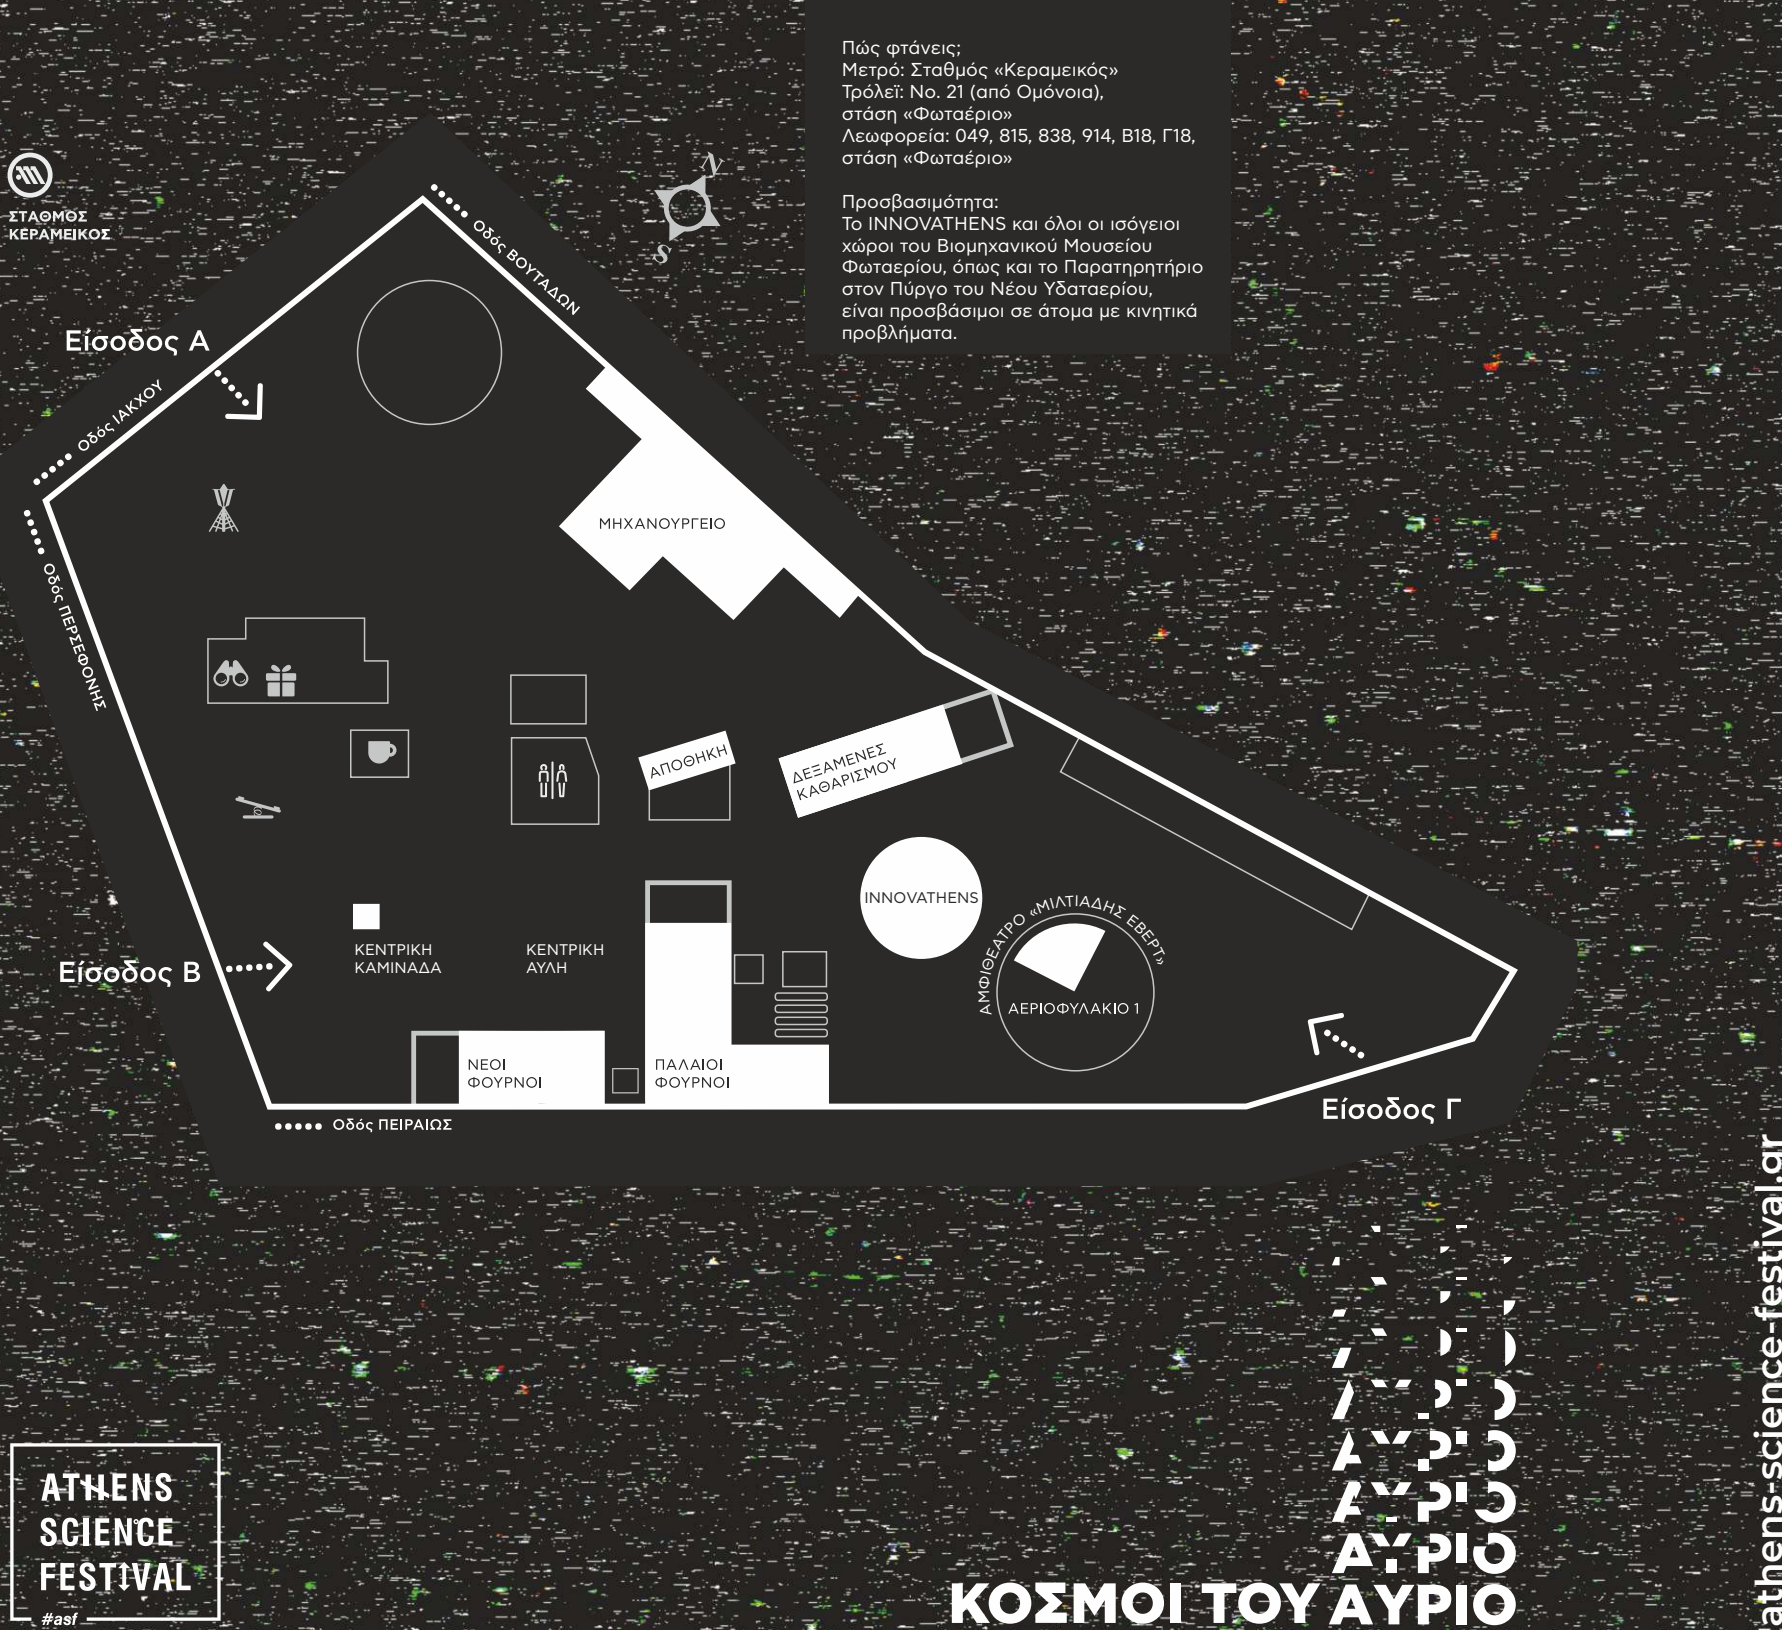 Πώς φτάνεις;
Μετρό: Σταθμός «Κεραμεικός»
Τρόλεϊ: Νο. 21 (από Ομόνοια),
στάση «Φωταέριο»
Λεωφορεία: 049, 815, 838, 914, Β18, Γ18,
στάση «Φωταέριο»
Προσβασιμότητα:
Το INNOVATHENS και όλοι οι ισόγειοι
χώροι του Βιομηχανικού Μουσείου
Φωταερίου, όπως και το Παρατηρητήριο
στον Πύργο του Νέου Υδαταερίου,
είναι προσβάσιμοι σε άτομα με κινητικά
προβλήματα.
ΣΤΑΘΜΟΣ
ΚΕΡΑΜΕΙΚΟΣ
N
S
Οδός ΒΟΥΤΑΔΩΝ
Είσοδος Α
Οδός ΙΑΚΧΟΥ
Οδός ΠΕΡΣΕΦΟΝΗΣ
ΜΗΧΑΝΟΥΡΓΕΙΟ
ΑΠΟΘΗΚΗ
ΔΕΞΑΜΕΝΕΣ
ΚΑΘΑΡΙΣΜΟΥ
INNOVATHENS
ΑΜΦΙΘΕΑΤΡΟ «ΜΙΛΤΙΑΔΗΣ ΕΒΕΡΤ»
ΑΕΡΙΟΦΥΛΑΚΙΟ 1
ΚΕΝΤΡΙΚΗ
ΚΑΜΙΝΑΔΑ
ΚΕΝΤΡΙΚΗ
ΑΥΛΗ
Είσοδος Β
ΝΕΟΙ
ΦΟΥΡΝΟΙ
ΠΑΛΑΙΟΙ
ΦΟΥΡΝΟΙ
Είσοδος Γ
Οδός ΠΕΙΡΑΙΩΣ
athens-science-festival.gr
ATHENS
SCIENCE
FESTIVAL
#asf
ΑΥΡΙΟ
ΑΥΡΙΟ
ΑΥΡΙΟ
ΑΥΡΙΟ
ΚΟΣΜΟΙ ΤΟΥ ΑΥΡΙΟ